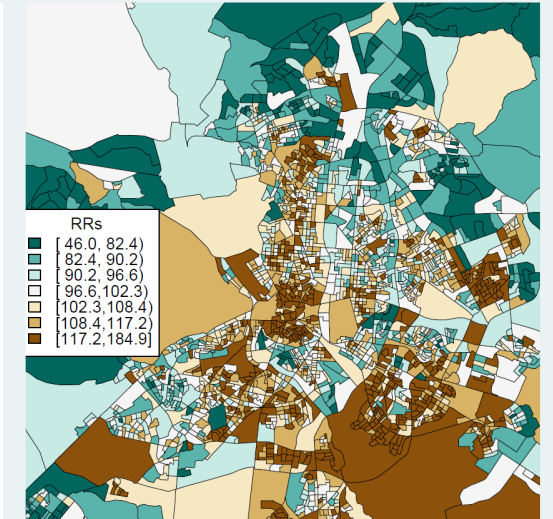 RRs
[ 46.0, 82.4)
[ 82.4, 90.2)
[ 90.2, 96.6)
[ 96.6,102.3)
[102.3,108.4)
[108.4,117.2)
[117.2,184.9]